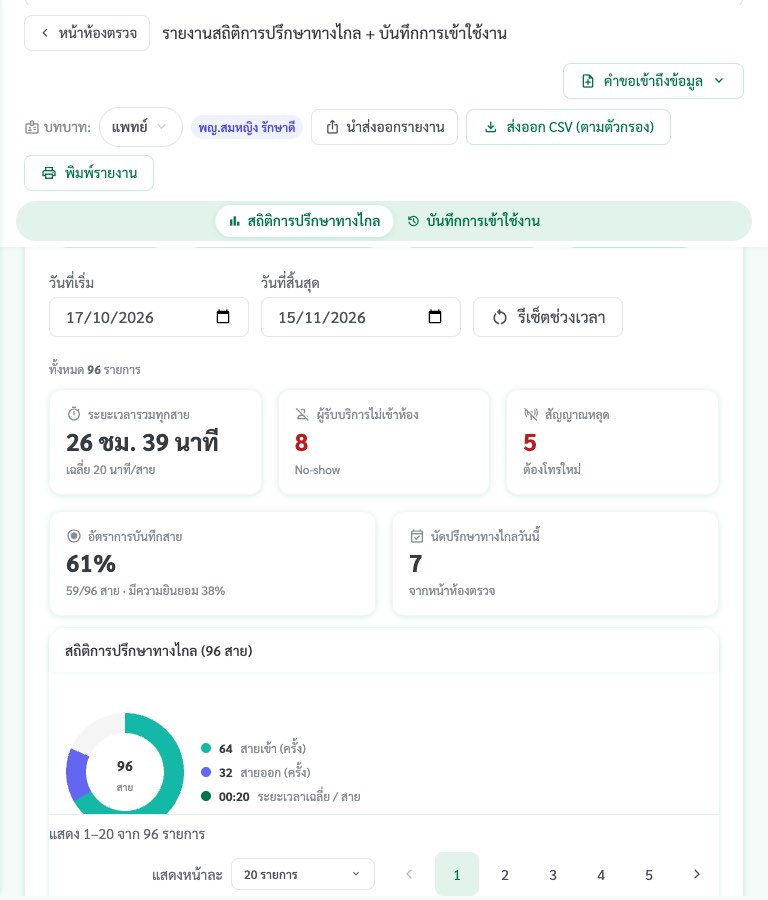 หน้าห้องตรวจ
รายงานสถิติการปรึกษาทางไกล + บันทึกการเข้าใช้งาน
คำขอเข้าถึงข้อมูล
บทบาท:
แพทย์
พญ.สมหญิง รักษาดี
นำส่งออกรายงาน
ส่งออก CSV (ตามตัวกรอง)
พิมพ์รายงาน
สถิติการปรึกษาทางไกล
บันทึกการเข้าใช้งาน
วันที่เริ่ม
วันที่สิ้นสุด
17/10/2026
15/11/2026
รีเซ็ตช่วงเวลา
ทั้งหมด 96 รายการ
ระยะเวลารวมทุกสาย
26 ชม. 39 นาที
เฉลี่ย 20 นาที/สาย
ผู้รับบริการไม่เข้าห้อง
8
No-show
สัญญาณหลุด
5
ต้องโทรใหม่
อัตราการบันทึกสาย
61%
59/96 สาย · มีความยินยอม 38%
นัดปรึกษาทางไกลวันนี้
7
จากหน้าห้องตรวจ
สถิติการปรึกษาทางไกล (96 สาย)
96
สาย
64 สายเข้า (ครั้ง)
32 สายออก (ครั้ง)
00:20 ระยะเวลาเฉลี่ย / สาย
แสดง 1–20 จาก 96 รายการ
แสดงหน้าละ
20 รายการ
1 2 3 4 5